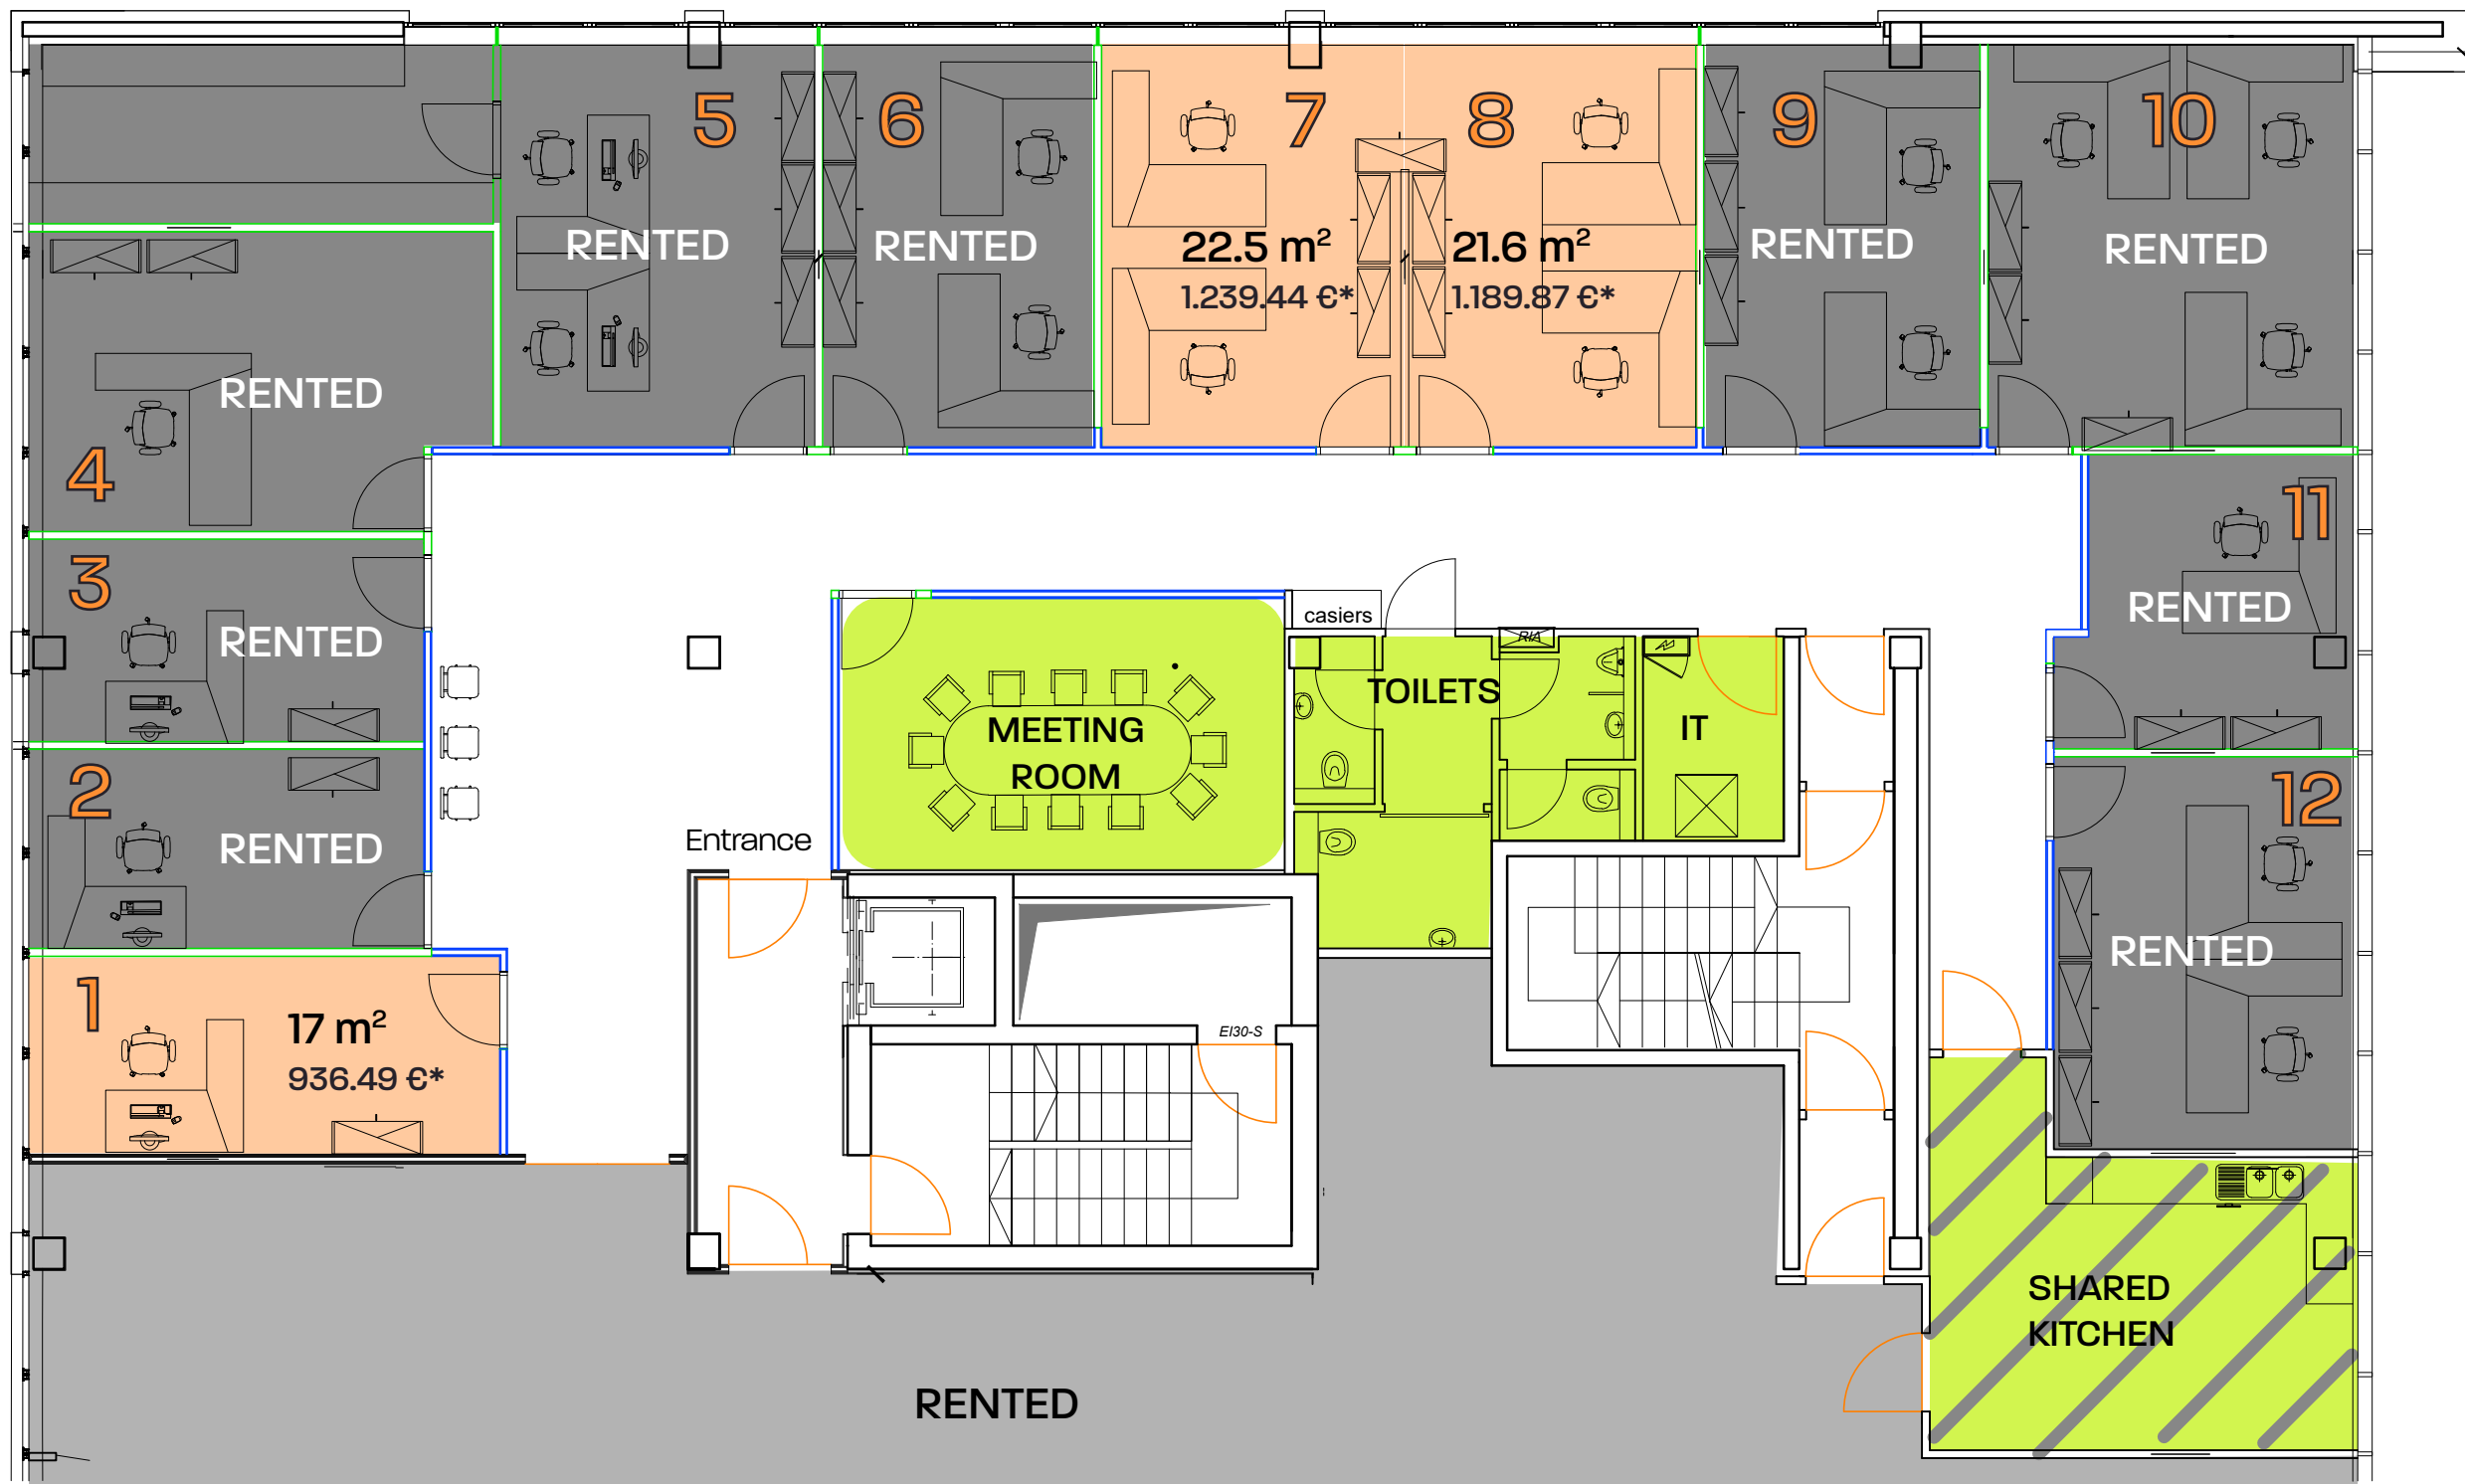 5
6
7
8
9
10
RENTED
RENTED
22.5 m²
1.239.44 €*
21.6 m²
1.189.87 €*
RENTED
RENTED
RENTED
4
11
RENTED
3
RENTED
casiers
RIA
TOILETS
IT
MEETING
ROOM
2
RENTED
Entrance
12
RENTED
1
17 m²
936.49 €*
EI30-S
SHARED
KITCHEN
RENTED